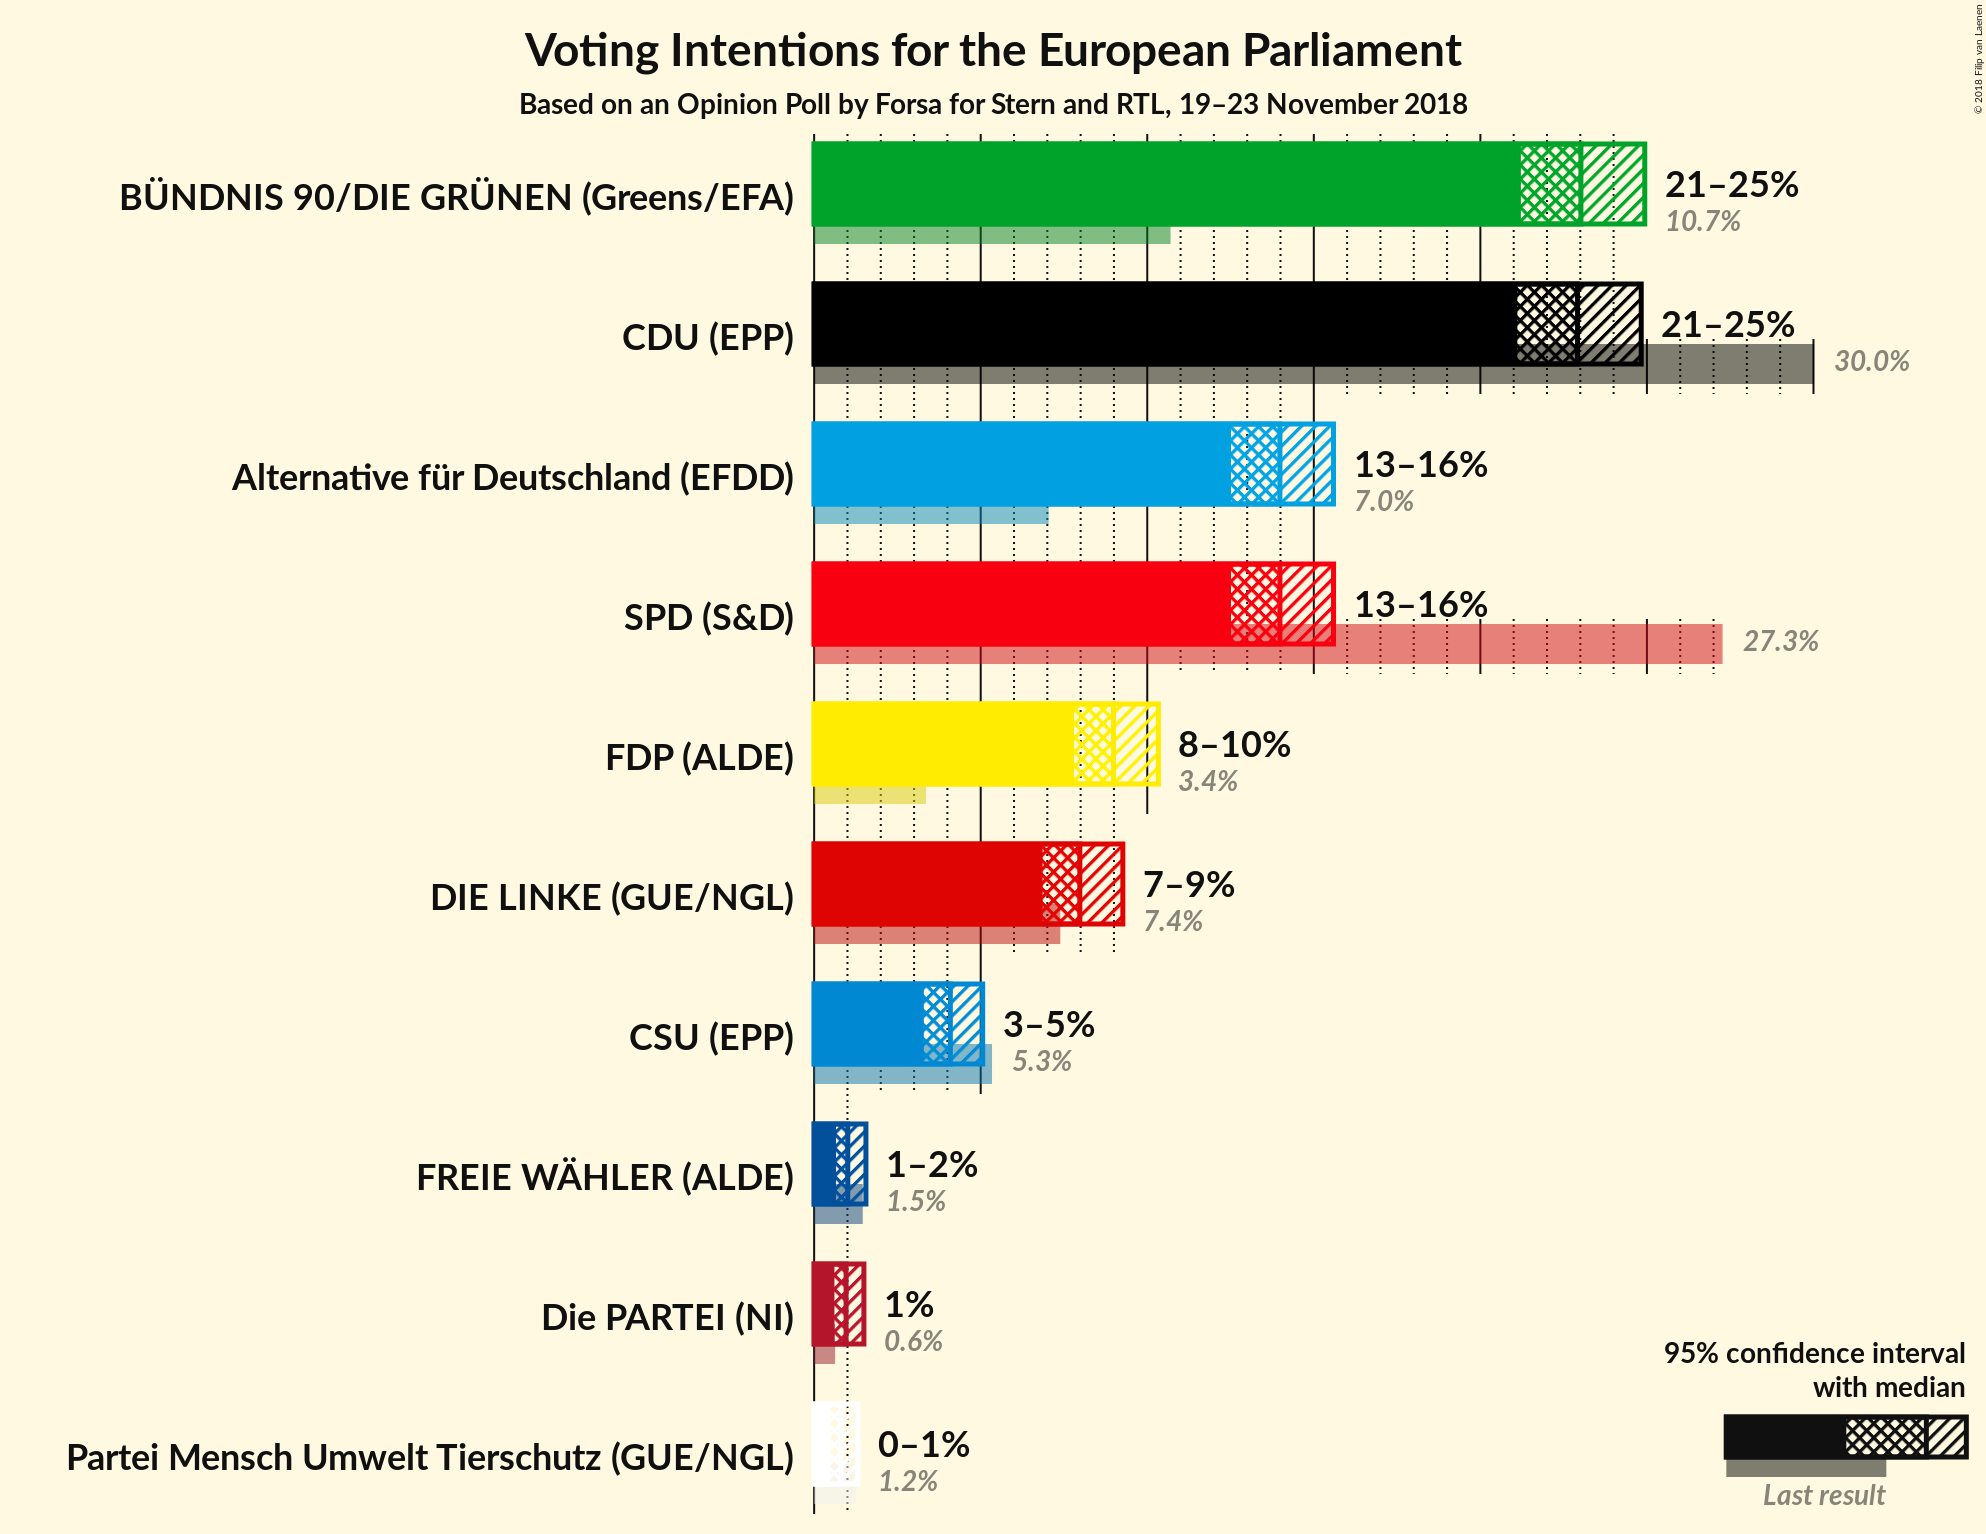 Voting Intentions for the European Parliament
Based on an Opinion Poll by Forsa for Stern and RTL, 19–23 November 2018
© 2018 Filip van Laenen
BÜNDNIS 90/DIE GRÜNEN (Greens/EFA)
21–25%
10.7%
CDU (EPP)
21–25%
30.0%
Alternative für Deutschland (EFDD)
13–16%
7.0%
SPD (S&D)
13–16%
27.3%
FDP (ALDE)
8–10%
3.4%
DIE LINKE (GUE/NGL)
7–9%
7.4%
CSU (EPP)
3–5%
5.3%
FREIE WÄHLER (ALDE)
1–2%
1.5%
Die PARTEI (NI)
1%
0.6%
Partei Mensch Umwelt Tierschutz (GUE/NGL)
0–1%
1.2%
95% confidence interval
with median
Last result